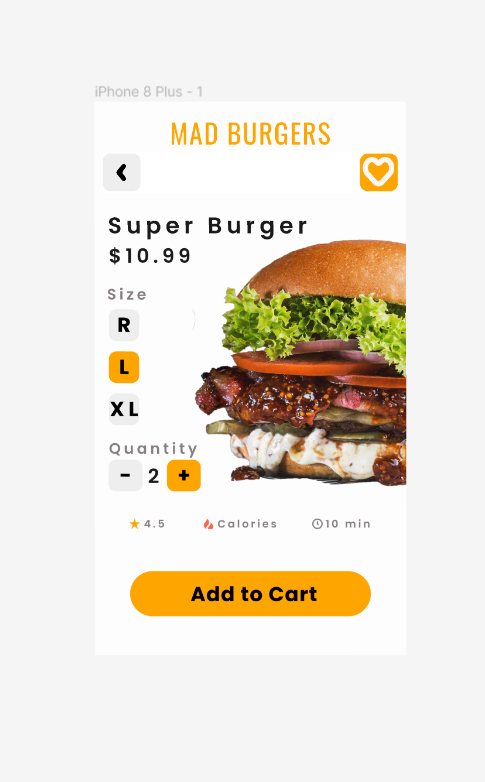 iPhone 8 Plus - 1
MAD BURGERS
Super Burger
$10.99
Size
R
L
XL
Quantity
- 2 +
4.5 Calories 10 min
Add to Cart